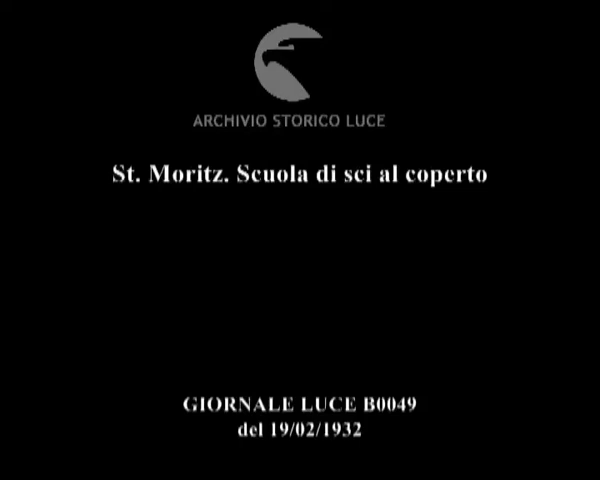 ARCHIVIO STORICO LUCE
St. Moritz. Scuola di sci al coperto
GIORNALE LUCE B0049
del 19/02/1932